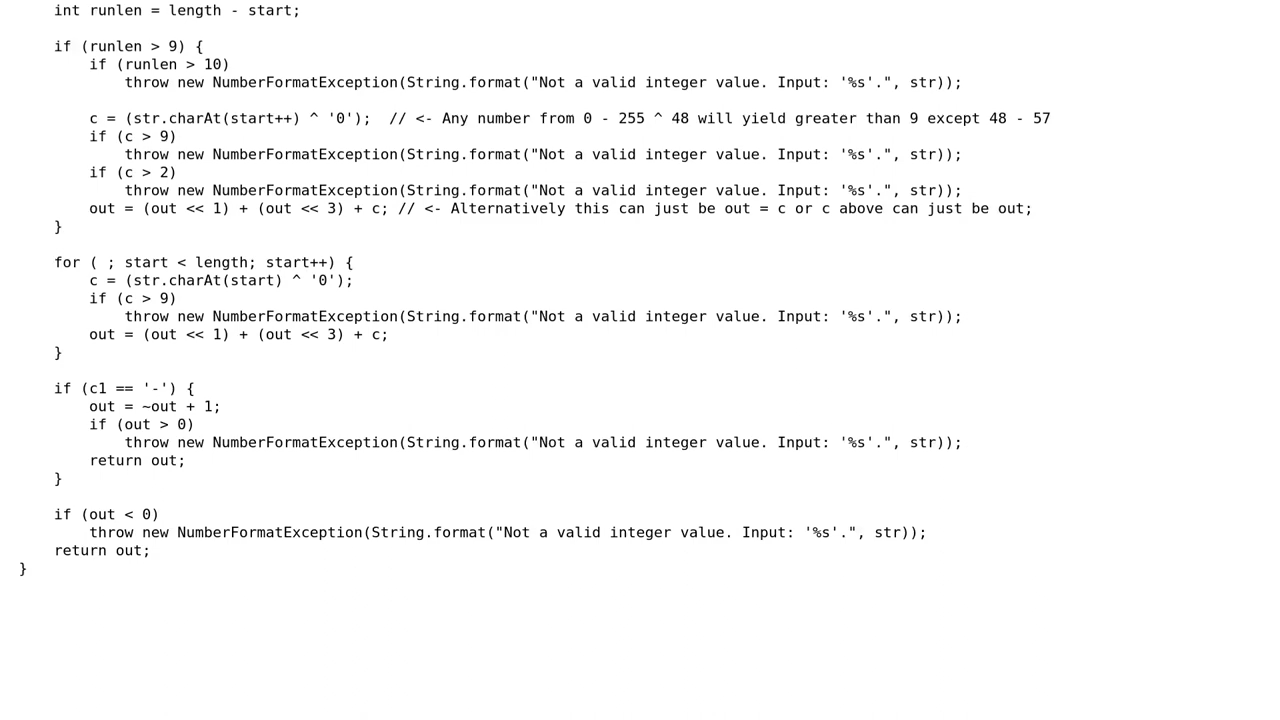 int runlen = length - start;
if (runlen > 9) {
if (runlen > 10)
throw new NumberFormatException(String.format("Not a valid integer value. Input: '%s'.", str));
c = (str.charAt(start++) ^ '0');  // <- Any number from 0 - 255 ^ 48 will yield greater than 9 except 48 - 57
if (c > 9)
throw new NumberFormatException(String.format("Not a valid integer value. Input: '%s'.", str));
if (c > 2)
throw new NumberFormatException(String.format("Not a valid integer value. Input: '%s'.", str));
out = (out << 1) + (out << 3) + c; // <- Alternatively this can just be out = c or c above can just be out;
}
for ( ; start < length; start++) {
c = (str.charAt(start) ^ '0');
if (c > 9)
throw new NumberFormatException(String.format("Not a valid integer value. Input: '%s'.", str));
out = (out << 1) + (out << 3) + c;
}
if (c1 == '-') {
out = ~out + 1;
if (out > 0)
throw new NumberFormatException(String.format("Not a valid integer value. Input: '%s'.", str));
return out;
}
if (out < 0)
throw new NumberFormatException(String.format("Not a valid integer value. Input: '%s'.", str));
return out;
}